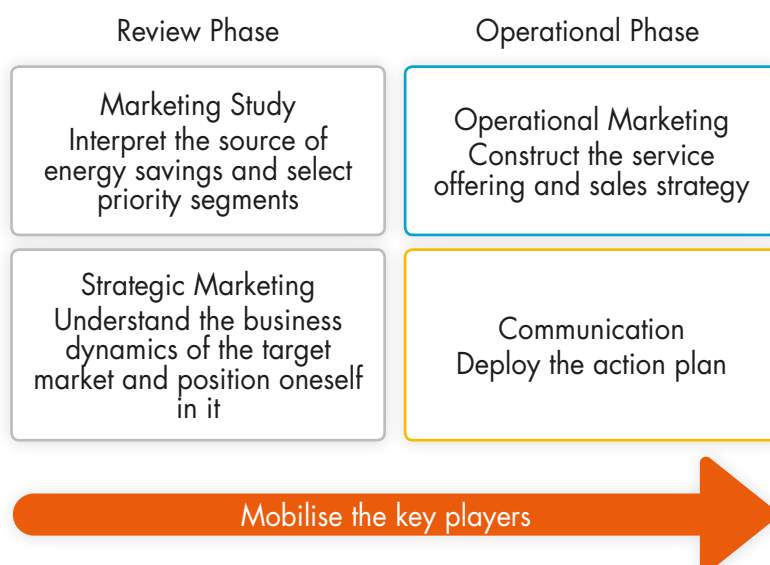 Review Phase
Operational Phase
Marketing Study
Interpret the source of
energy savings and select
priority segments
Operational Marketing
Construct the service
offering and sales strategy
Strategic Marketing
Understand the business
dynamics of the target
market and position oneself
in it
Communication
Deploy the action plan
Mobilise the key players